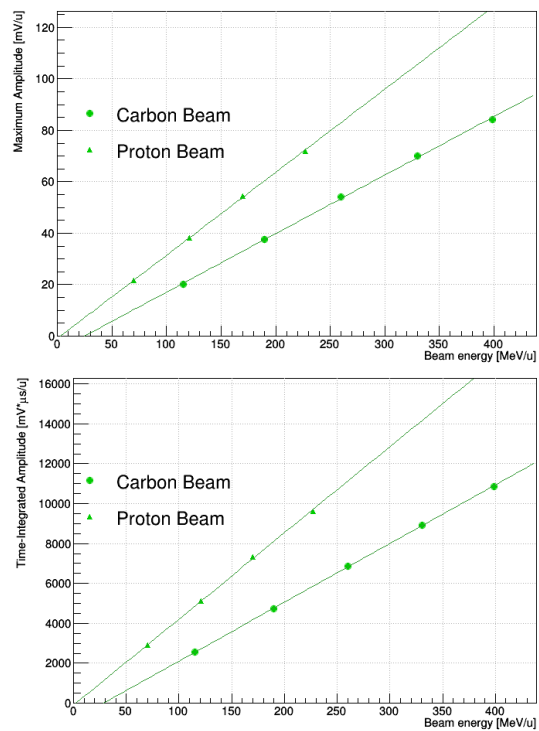 Maximum Amplitude [mV/u]
120
100
80
60
40
20
0
Carbon Beam
Proton Beam
0 50 100 150 200 250 300 350 400
Beam energy [MeV/u]
Time-Integrated Amplitude [mV*μs/u]
16000
14000
12000
10000
8000
6000
4000
2000
0
Carbon Beam
Proton Beam
0 50 100 150 200 250 300 350 400
Beam energy [MeV/u]